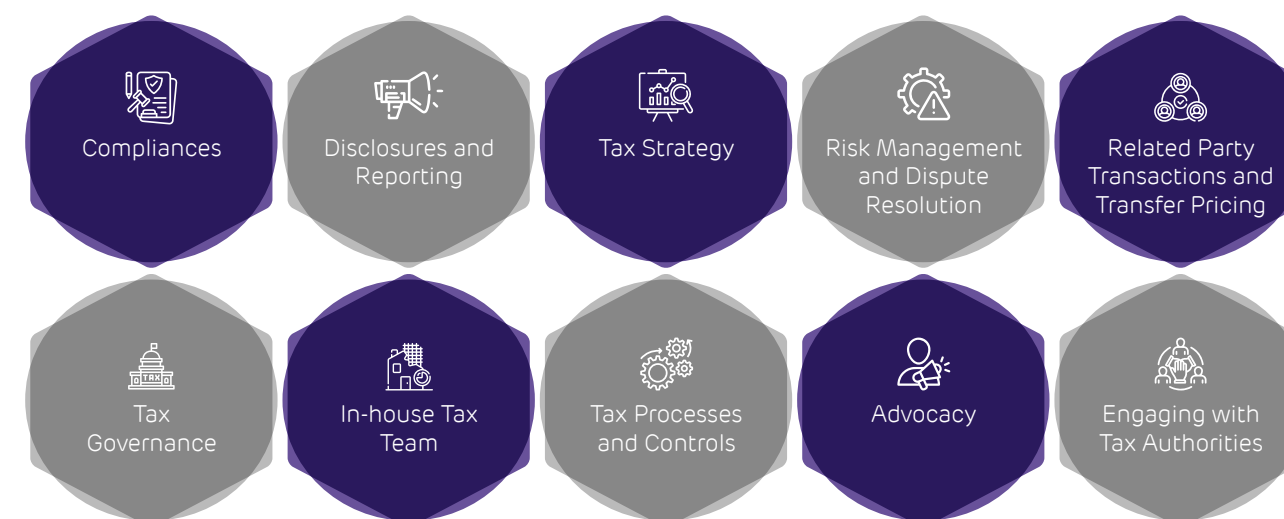 Compliances
Disclosures and
Reporting
Tax Strategy
Risk Management
and Dispute
Resolution
Related Party
Transactions and
Transfer Pricing
TAX
Tax
Governance
In-house Tax
Team
Tax Processes
and Controls
Advocacy
Engaging with
Tax Authorities